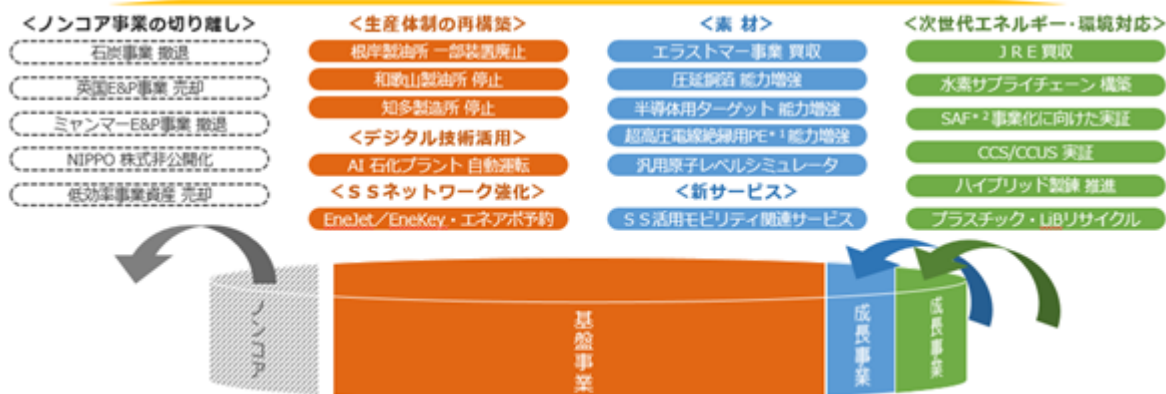 ＜ノンコア事業の切り離し＞
石炭事業 撤退
英国E&P事業 売却
ミャンマーE&P事業 撤退
NIPPO 株式非公開化
低効率事業資産 売却
＜生産体制の再構築＞
根岸製油所 一部装置廃止
和歌山製油所 停止
知多製造所 停止
＜デジタル技術活用＞
AI 石化プラント 自動運転
＜ＳＳネットワーク強化＞
EneJet／EneKey・エネアポ予約
＜素 材＞
エラストマー事業 買収
圧延銅箔 能力増強
半導体用ターゲット 能力増強
超高圧電線絶縁用PE*1 能力増強
汎用原子レベルシミュレータ
＜新サービス＞
ＳＳ活用モビリティ関連サービス
＜次世代エネルギー・環境対応＞
ＪＲＥ 買収
水素サプライチェーン 構築
SAF*2 事業化に向けた実証
CCS/CCUS 実証
ハイブリッド製錬 推進
プラスチック・LiBリサイクル
ノンコア
基盤事業
成長事業
成長事業